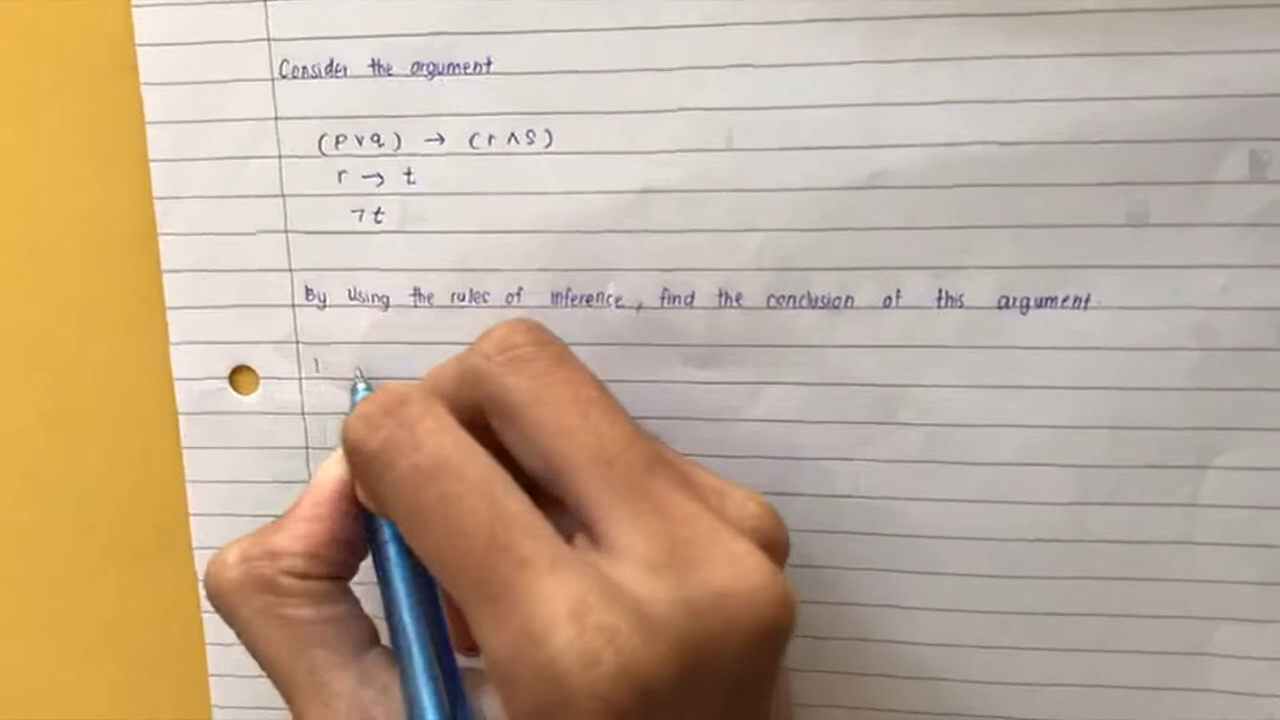 Consider the argument
(p ∨ q) → (r ∧ s)
r → t
¬ t
By using the rules of inference, find the conclusion of this argument.
1